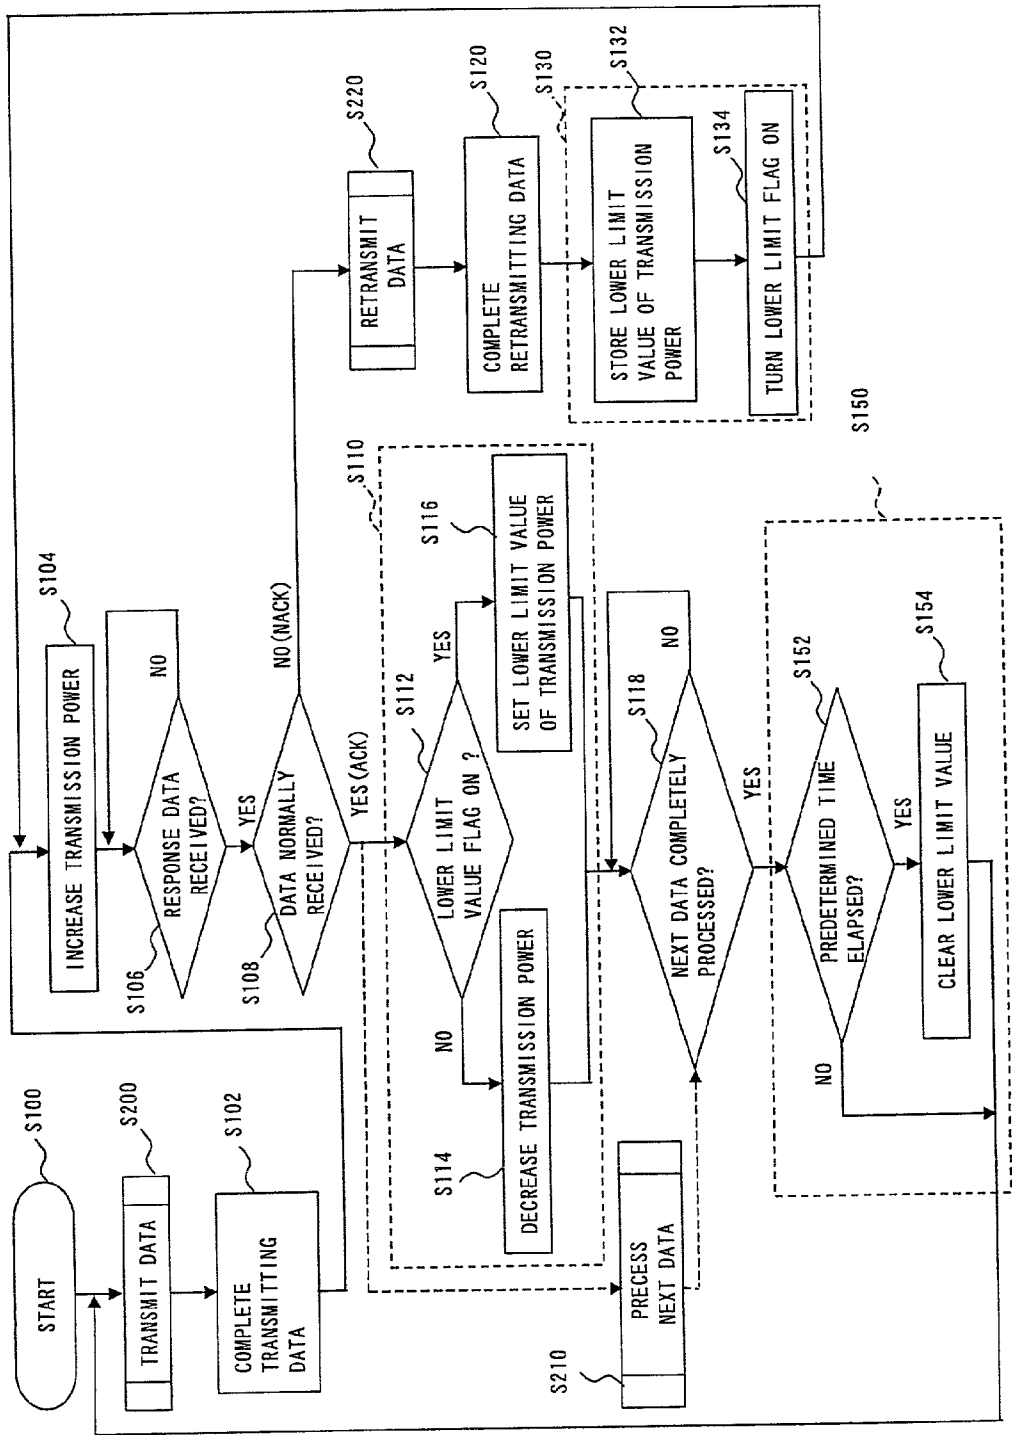 START
S100
TRANSMIT DATA
S200
COMPLETE
TRANSMITTING
DATA
S102
INCREASE TRANSMISSION POWER
S104
RESPONSE DATA
RECEIVED?
S106
NO
YES
DATA NORMALLY
RECEIVED?
S108
NO(NACK)
YES(ACK)
S110
LOWER LIMIT
VALUE FLAG ON ?
S112
NO
YES
DECREASE TRANSMISSION POWER
S114
SET LOWER LIMIT VALUE
OF TRANSMISSION POWER
S116
PRECESS
NEXT DATA
S210
NEXT DATA COMPLETELY
PROCESSED?
S118
NO
YES
S150
PREDETERMINED TIME
ELAPSED?
S152
NO
YES
CLEAR LOWER LIMIT VALUE
S154
RETRANSMIT
DATA
S220
COMPLETE
RETRANSMITTING DATA
S120
S130
STORE LOWER LIMIT
VALUE OF TRANSMISSION
POWER
S132
TURN LOWER LIMIT FLAG ON
S134